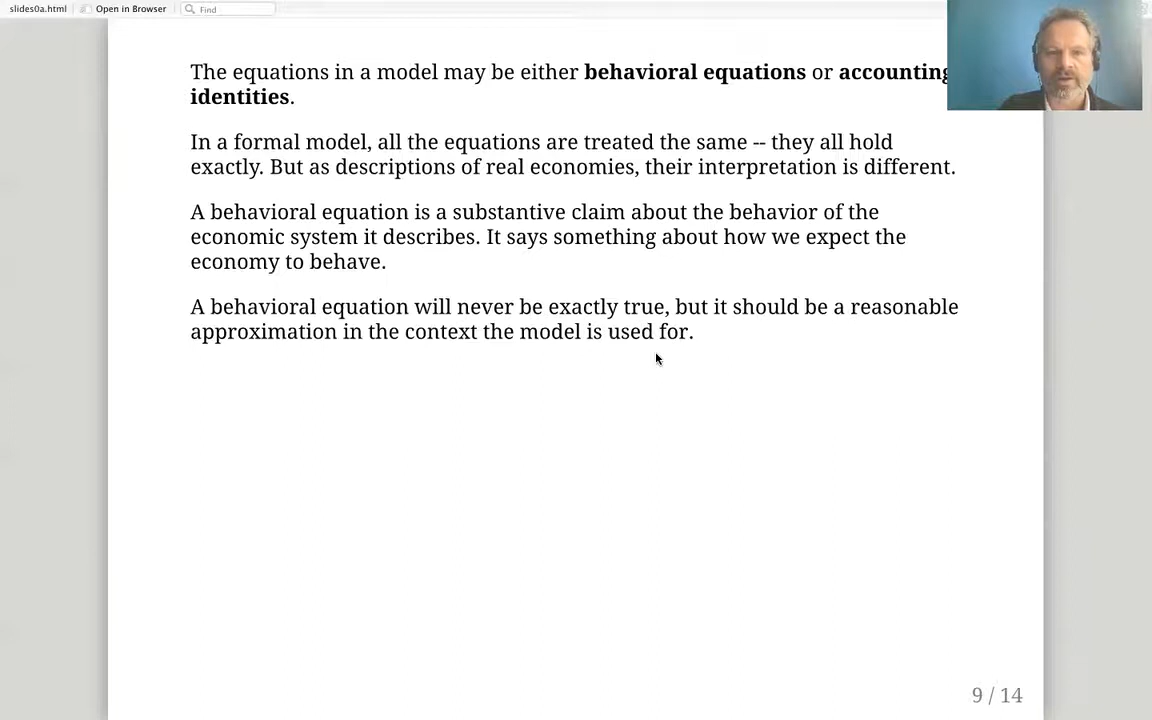 slides0a.html Open in Browser Find
The equations in a model may be either behavioral equations or accounting
identities.
In a formal model, all the equations are treated the same -- they all hold
exactly. But as descriptions of real economies, their interpretation is different.
A behavioral equation is a substantive claim about the behavior of the
economic system it describes. It says something about how we expect the
economy to behave.
A behavioral equation will never be exactly true, but it should be a reasonable
approximation in the context the model is used for.
9 / 14